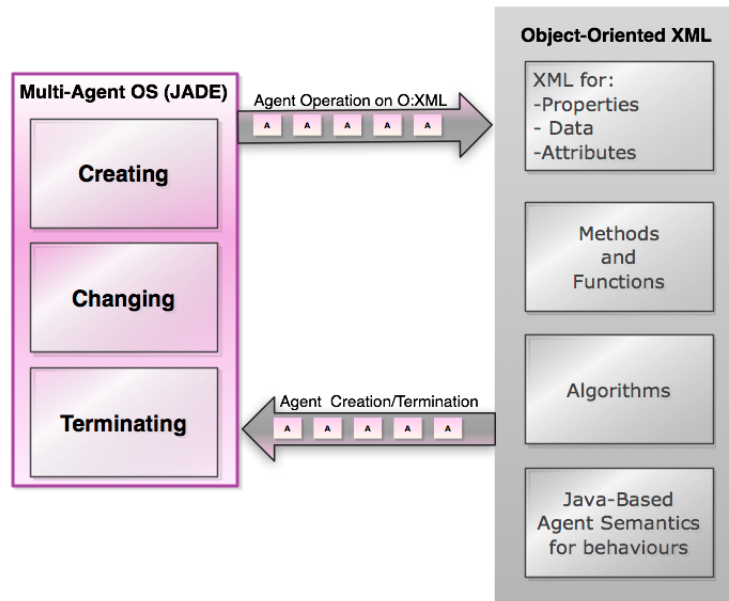 Multi-Agent OS (JADE)
Creating
Changing
Terminating
Agent Operation on O:XML
A A A A A
Agent Creation/Termination
A A A A A
Object-Oriented XML
XML for:
-Properties
- Data
-Attributes
Methods
and
Functions
Algorithms
Java-Based
Agent Semantics
for behaviours